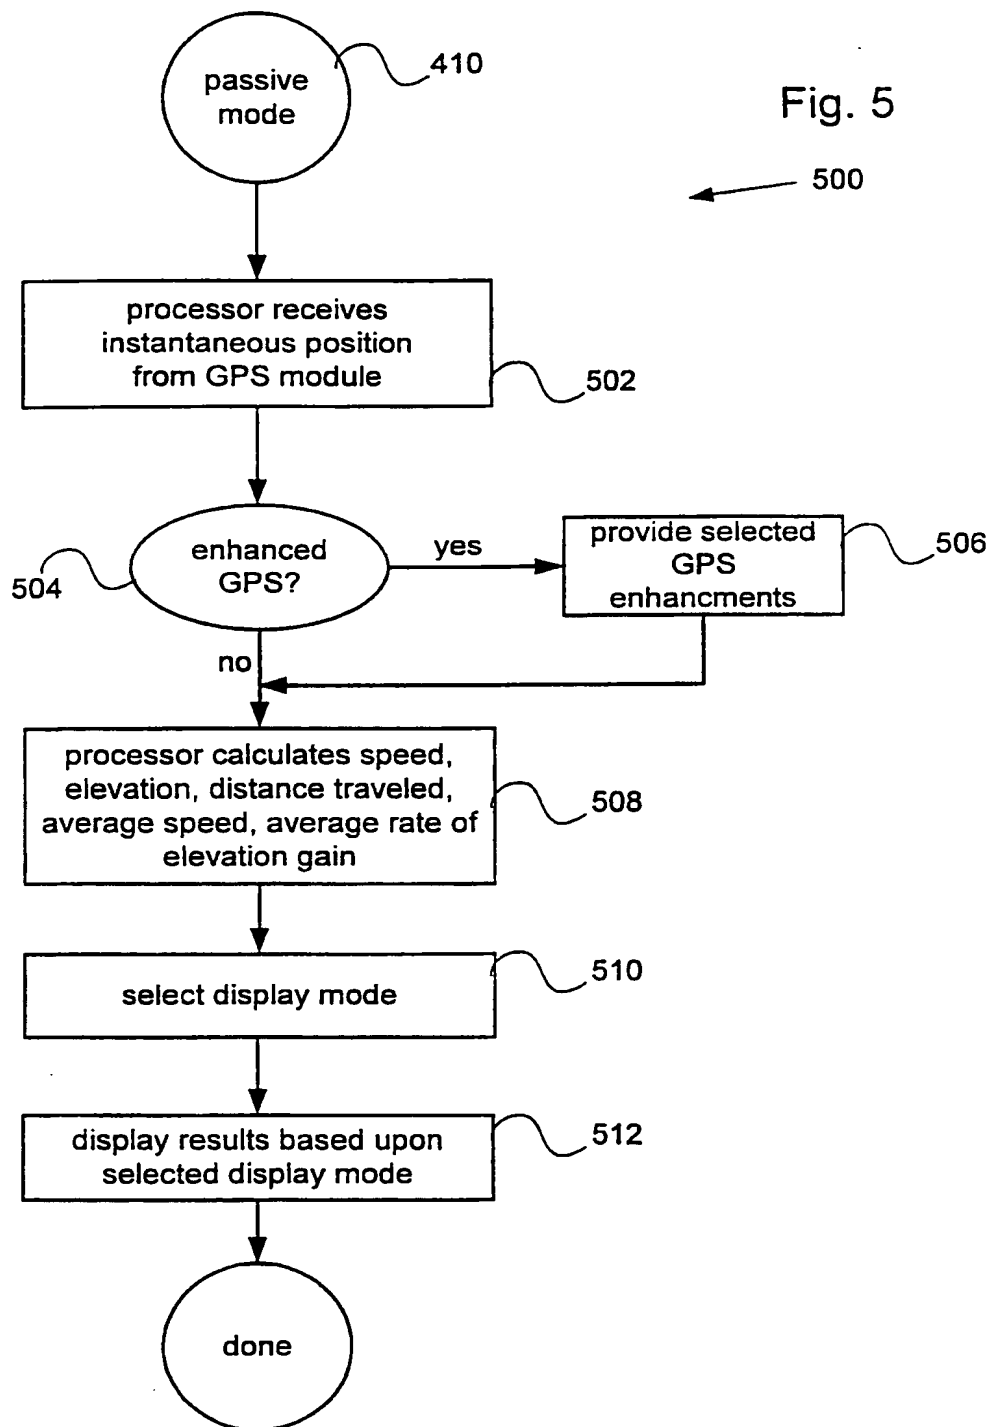 passive
mode
410
Fig. 5
500
processor receives
instantaneous position
from GPS module
502
enhanced
GPS?
504
yes
provide selected
GPS
enhancments
506
no
processor calculates speed,
elevation, distance traveled,
average speed, average rate of
elevation gain
508
select display mode
510
display results based upon
selected display mode
512
done